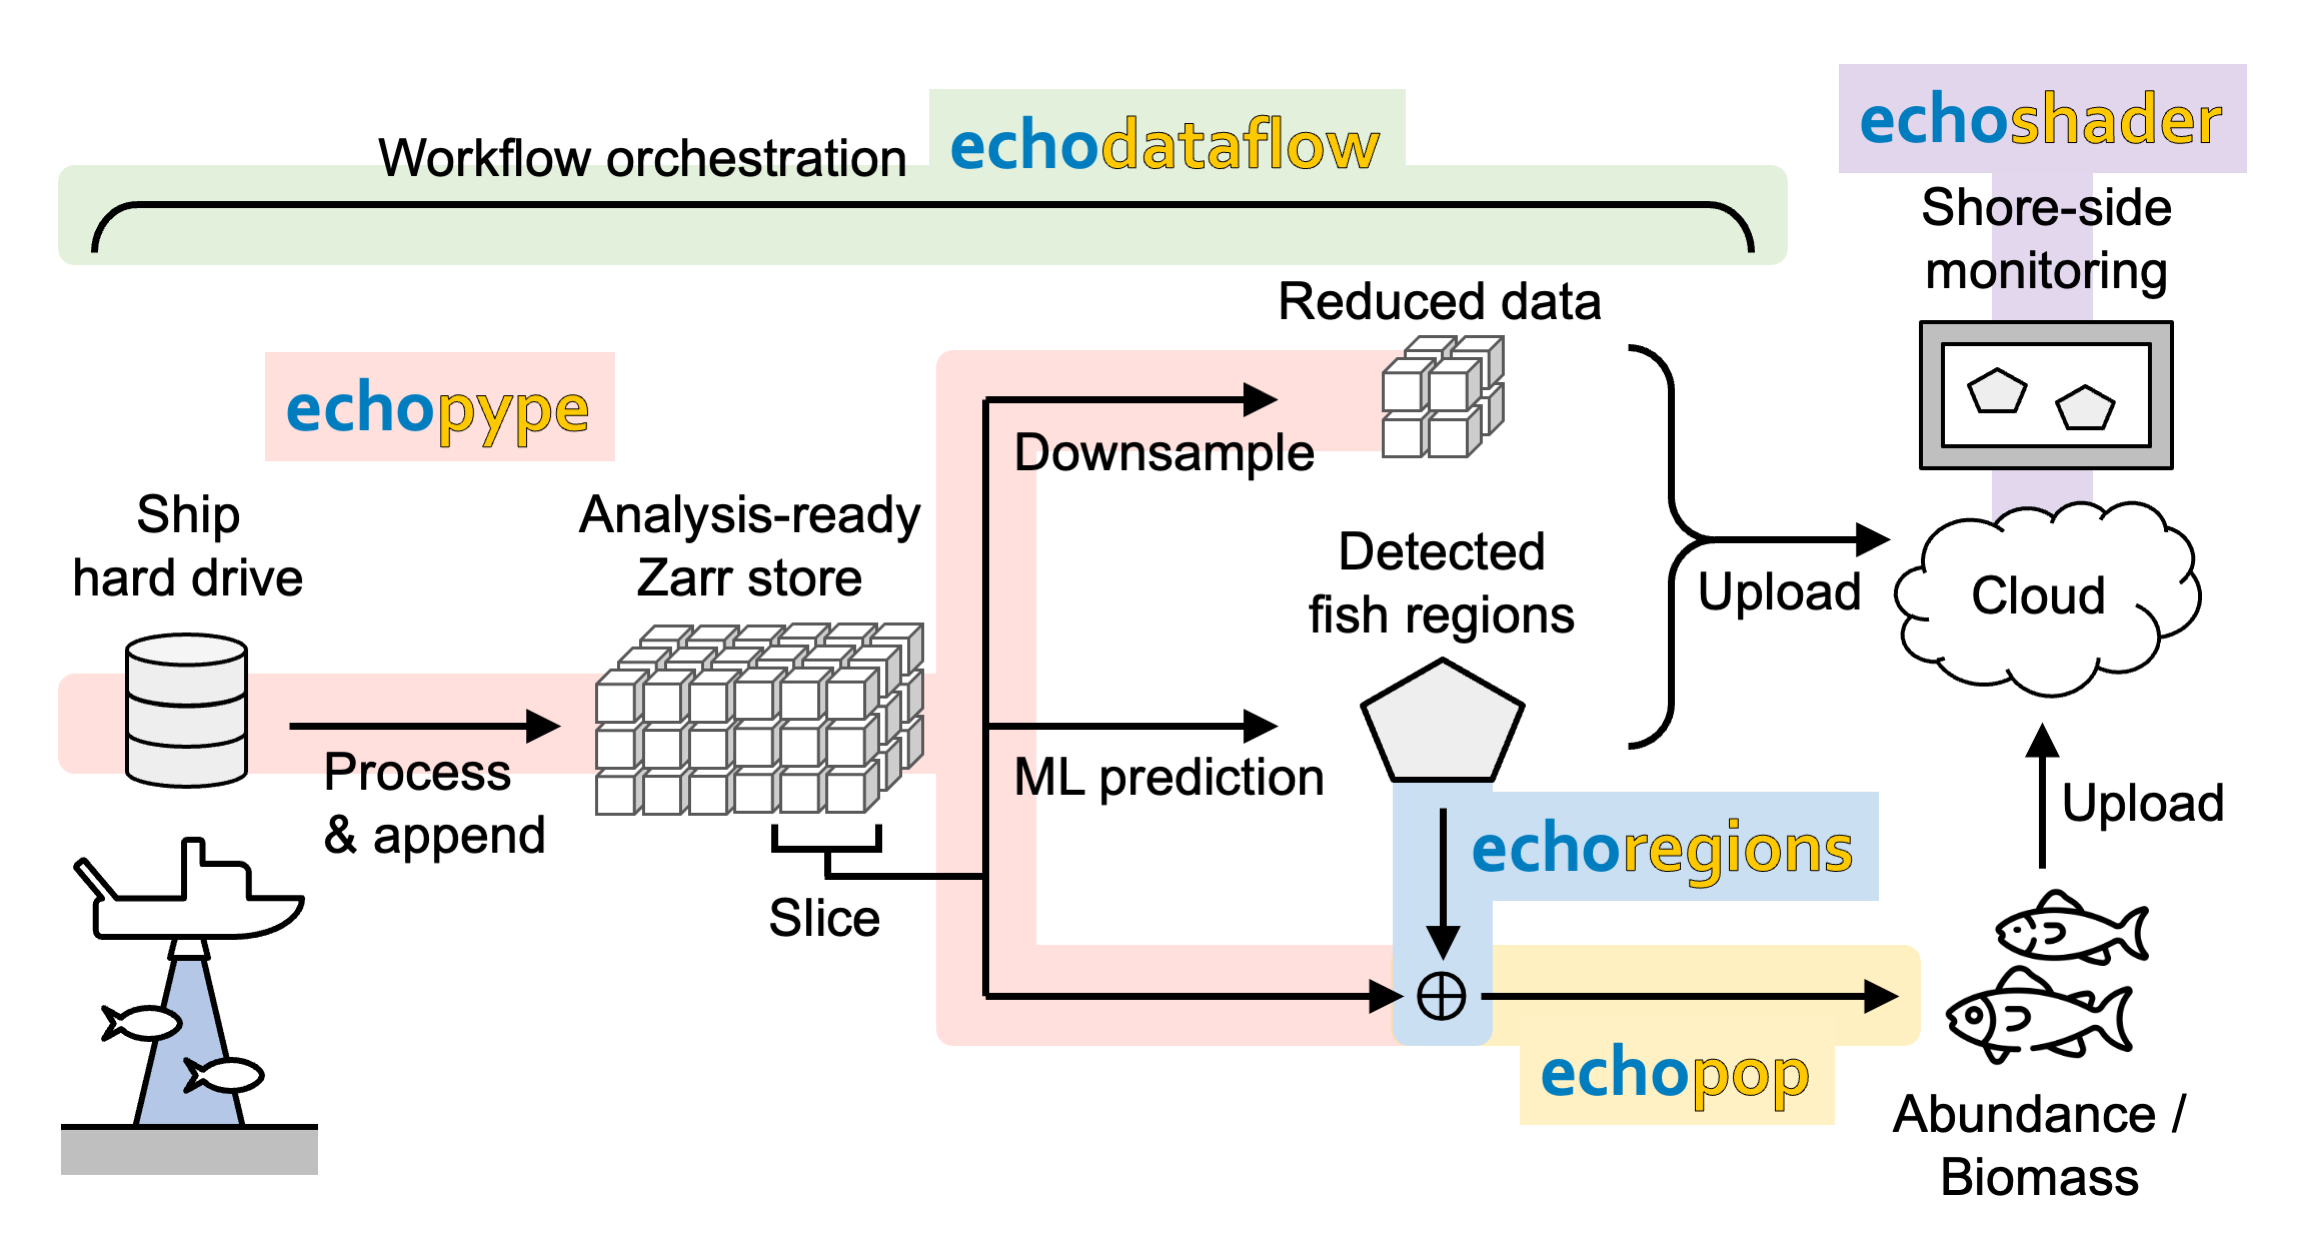 Workflow orchestration echodataflow
echoshader
Shore-side
monitoring
Reduced data
echopype
Downsample
Ship
hard drive
Analysis-ready
Zarr store
Detected
fish regions
Upload
Cloud
Process
& append
ML prediction
Slice
echoregions
Upload
echopop
Abundance /
Biomass